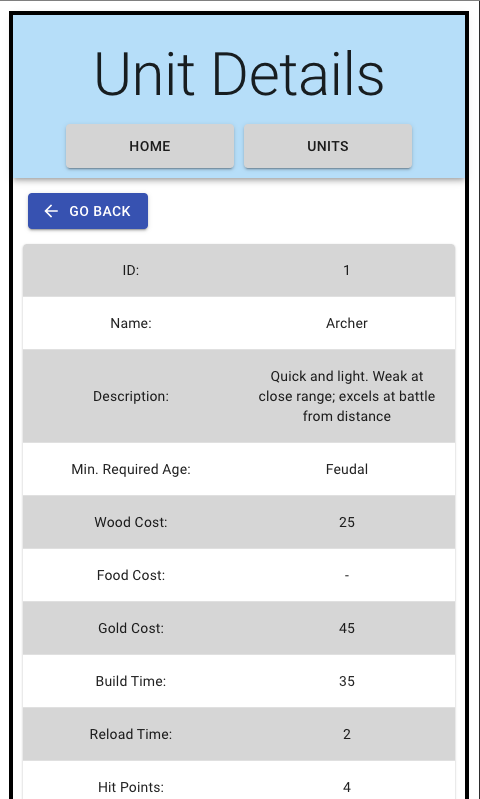 Unit Details
HOME UNITS
GO BACK
ID: 1
Name: Archer
Description: Quick and light. Weak at
close range; excels at battle
from distance
Min. Required Age: Feudal
Wood Cost: 25
Food Cost: -
Gold Cost: 45
Build Time: 35
Reload Time: 2
Hit Points: 4